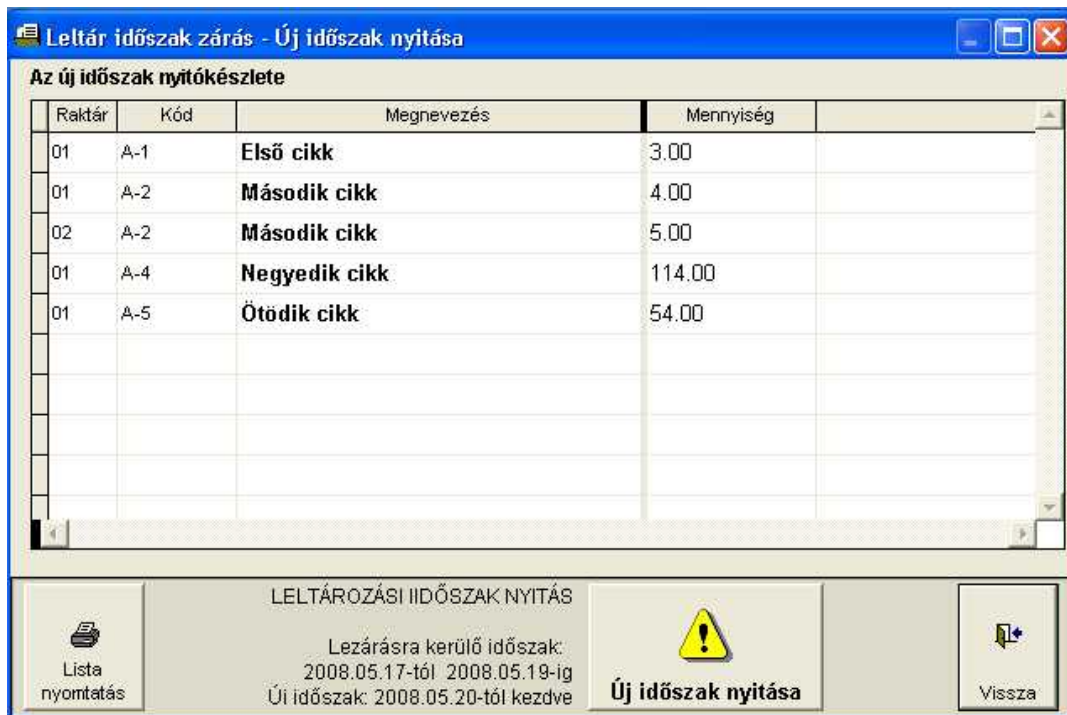 Leltár időszak zárás - Új időszak nyitása
Az új időszak nyitókészlete
Raktár Kód Megnevezés Mennyiség
01 A-1 Első cikk 3.00
01 A-2 Második cikk 4.00
02 A-2 Második cikk 5.00
01 A-4 Negyedik cikk 114.00
01 A-5 Ötödik cikk 54.00
LELTÁROZÁSI IIDŐSZAK NYITÁS
Lezárásra kerülő időszak:
2008.05.17-tól 2008.05.19-ig
Új időszak: 2008.05.20-tól kezdve
Lista
nyomtatás
Új időszak nyitása
Vissza